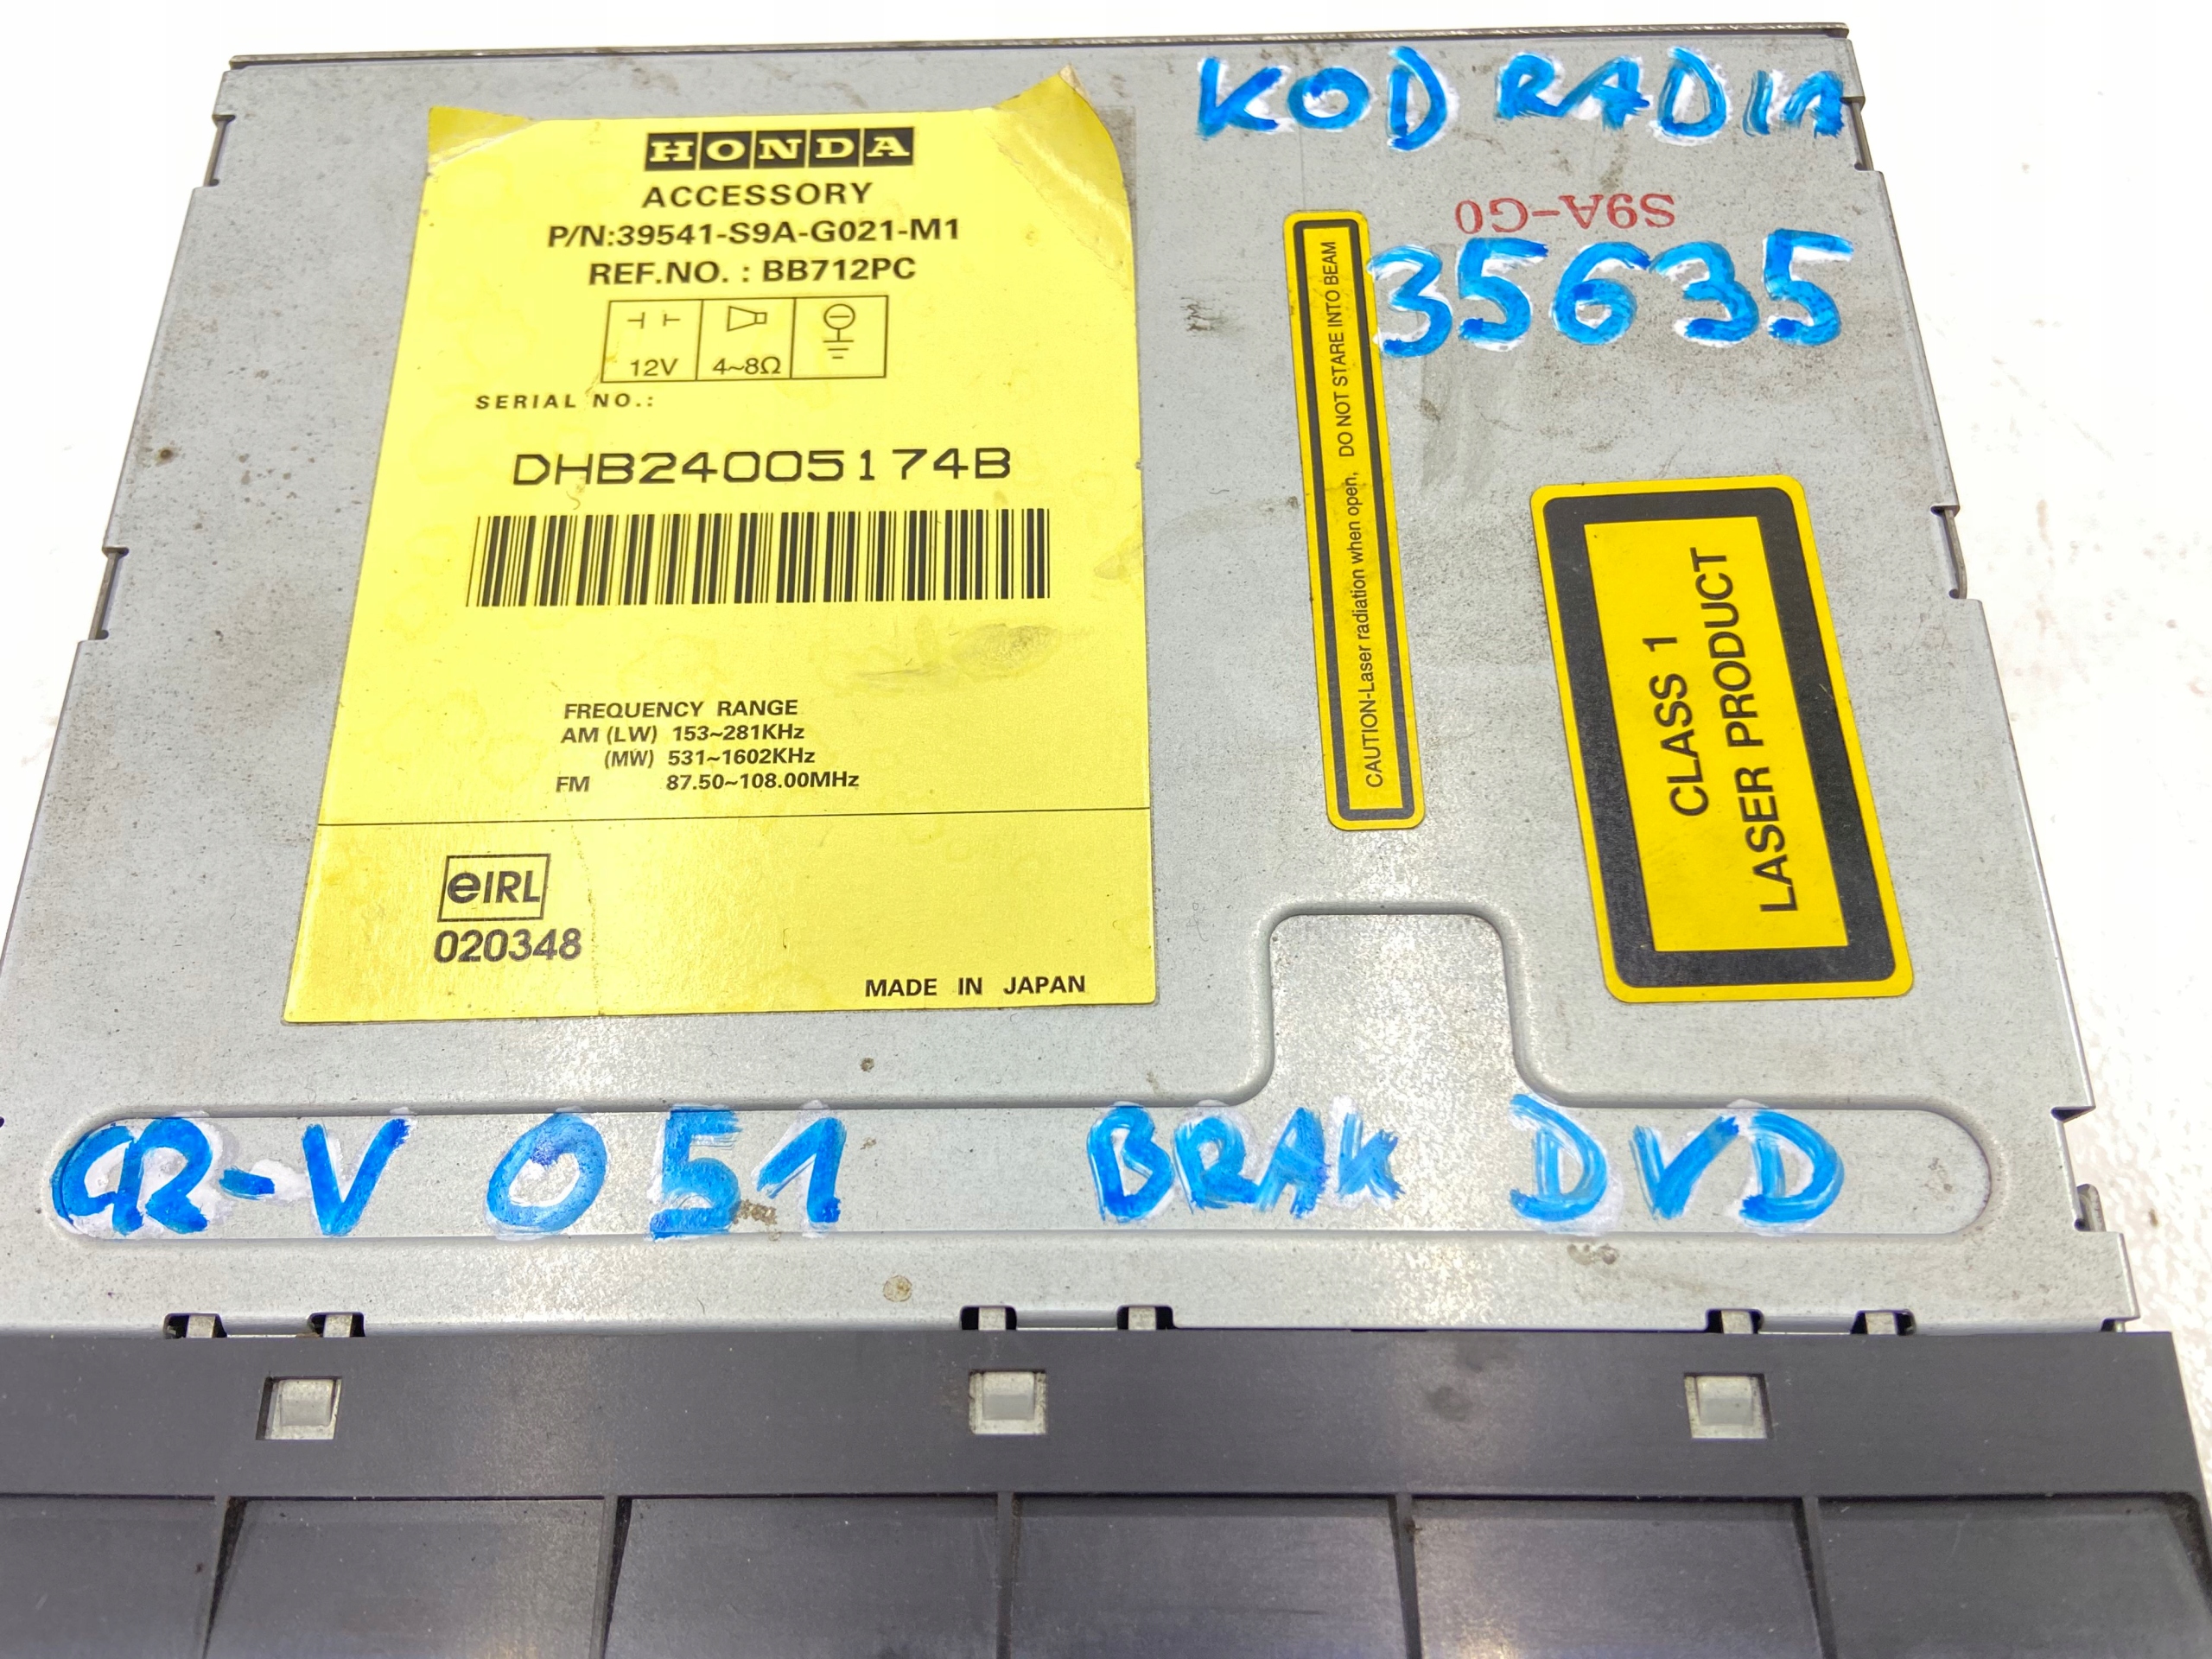 HONDA
ACCESSORY
P/N:39541-S9A-G021-M1
REF.NO. : BB712PC
12V 4~8Ω
SERIAL NO.:
DHB24005174B
FREQUENCY RANGE
AM (LW) 153~281KHz
(MW) 531~1602KHz
FM 87.50~108.00MHz
eIRL
020348
MADE IN JAPAN
KOD RADIA
S9A-G0
35635
CAUTION-Laser radiation when open, DO NOT STARE INTO BEAM
CLASS 1
LASER PRODUCT
CR-V 051 BRAK DVD